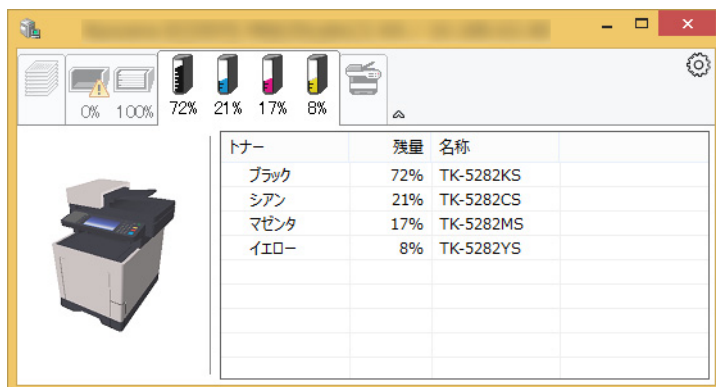 0% 100% 72% 21% 17% 8%
トナー 残量 名称
ブラック 72% TK-5282KS
シアン 21% TK-5282CS
マゼンタ 17% TK-5282MS
イエロー 8% TK-5282YS